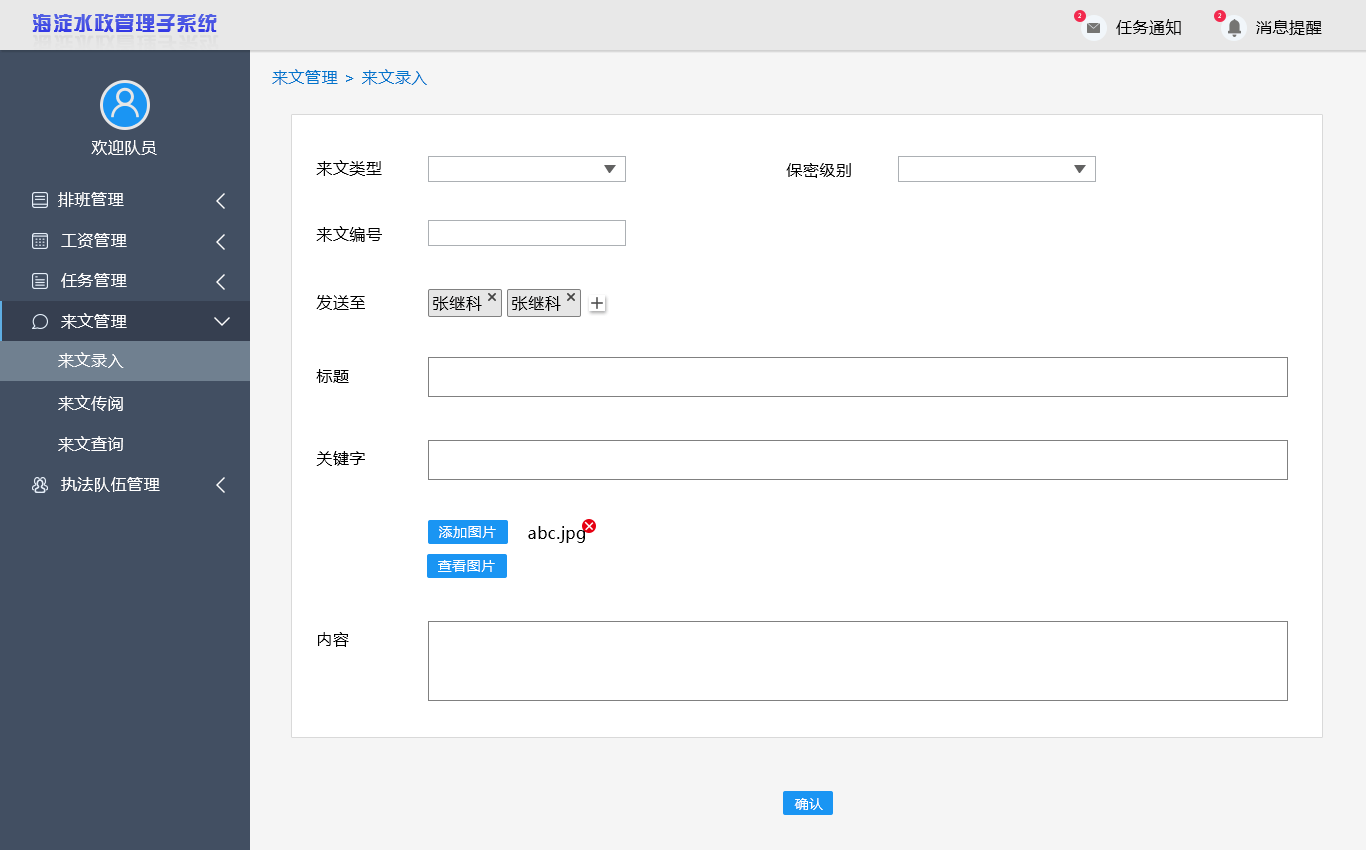 海淀水政管理子系统
2 任务通知
2 消息提醒
欢迎队员
排班管理
工资管理
任务管理
来文管理
来文录入
来文传阅
来文查询
执法队伍管理
来文管理 > 来文录入
来文类型
保密级别
来文编号
发送至 张继科 × 张继科 × +
标题
关键字
添加图片 abc.jpg
查看图片
内容
确认